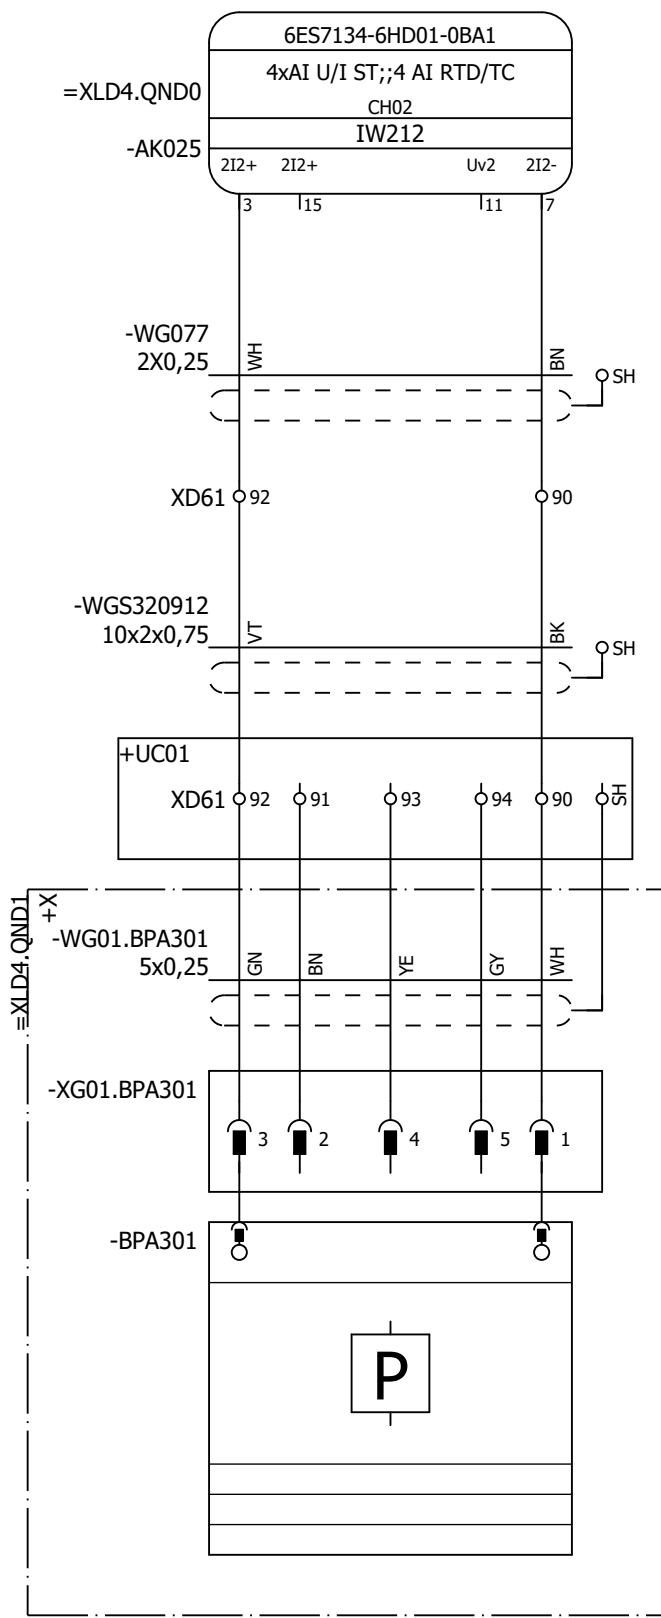 6ES7134-6HD01-0BA1
4xAI U/I ST;;4 AI RTD/TC
=XLD4.QND0
CH02
IW212
-AK025
2I2+ 2I2+ Uv2 2I2-
3 15 11 7
-WG077
2X0,25
WH BN
SH
XD61 92 90
-WGS320912
10x2x0,75
VT BK
SH
+UC01
XD61 92 91 93 94 90 SH
=XLD4.QND1
+X
-WG01.BPA301
5x0,25
GN BN YE GY WH
-XG01.BPA301
3 2 4 5 1
-BPA301
P